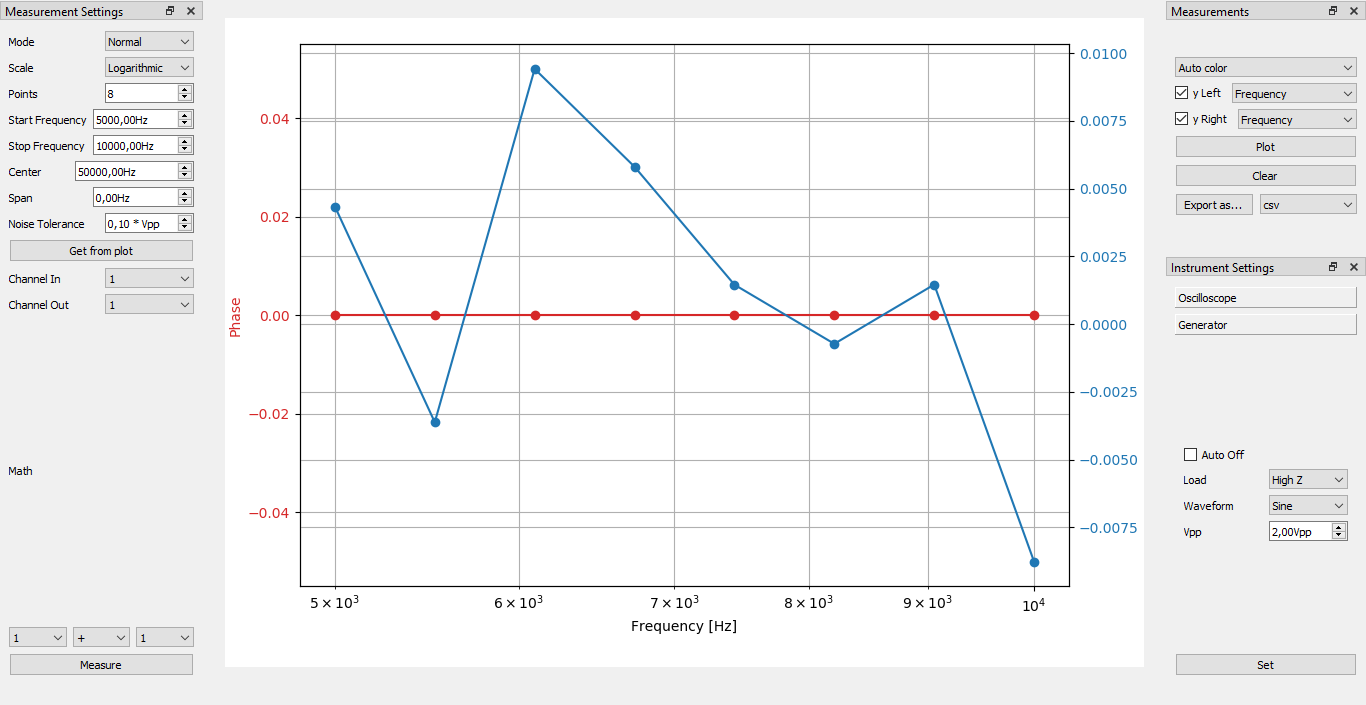 Measurement Settings
Mode Normal
Scale Logarithmic
Points 8
Start Frequency 5000,00Hz
Stop Frequency 10000,00Hz
Center 50000,00Hz
Span 0,00Hz
Noise Tolerance 0,10 * Vpp
Get from plot
Channel In 1
Channel Out 1
Math
1 + 1
Measure
Phase
0.04
0.02
0.00
−0.02
−0.04
0.0100
0.0075
0.0050
0.0025
0.0000
−0.0025
−0.0050
−0.0075
5 × 10³ 6 × 10³ 7 × 10³ 8 × 10³ 9 × 10³ 10⁴
Frequency [Hz]
Measurements
Auto color
y Left Frequency
y Right Frequency
Plot
Clear
Export as... csv
Instrument Settings
Oscilloscope
Generator
Auto Off
Load High Z
Waveform Sine
Vpp 2,00Vpp
Set